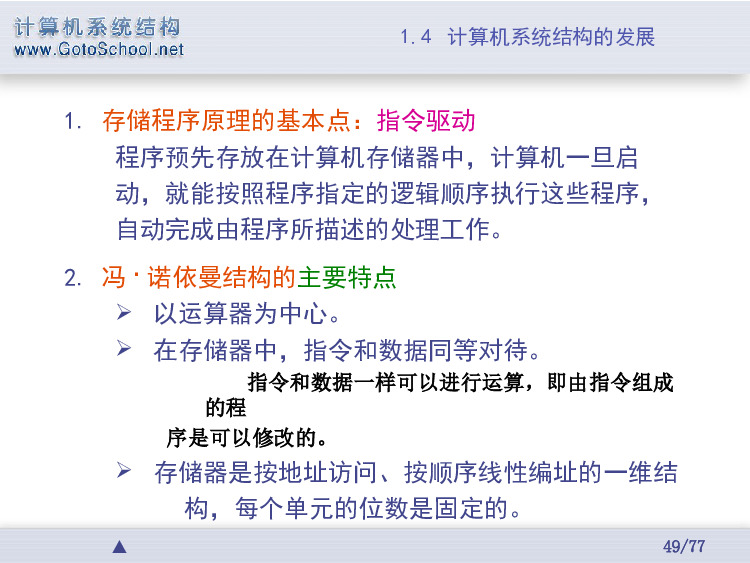 计算机系统结构
www.GotoSchool.net
1.4 计算机系统结构的发展
1. 存储程序原理的基本点：指令驱动
程序预先存放在计算机存储器中，计算机一旦启
动，就能按照程序指定的逻辑顺序执行这些程序，
自动完成由程序所描述的处理工作。
2. 冯·诺依曼结构的主要特点
➢ 以运算器为中心。
➢ 在存储器中，指令和数据同等对待。
指令和数据一样可以进行运算，即由指令组成
的程
序是可以修改的。
➢ 存储器是按地址访问、按顺序线性编址的一维结
构，每个单元的位数是固定的。
▲
49/77